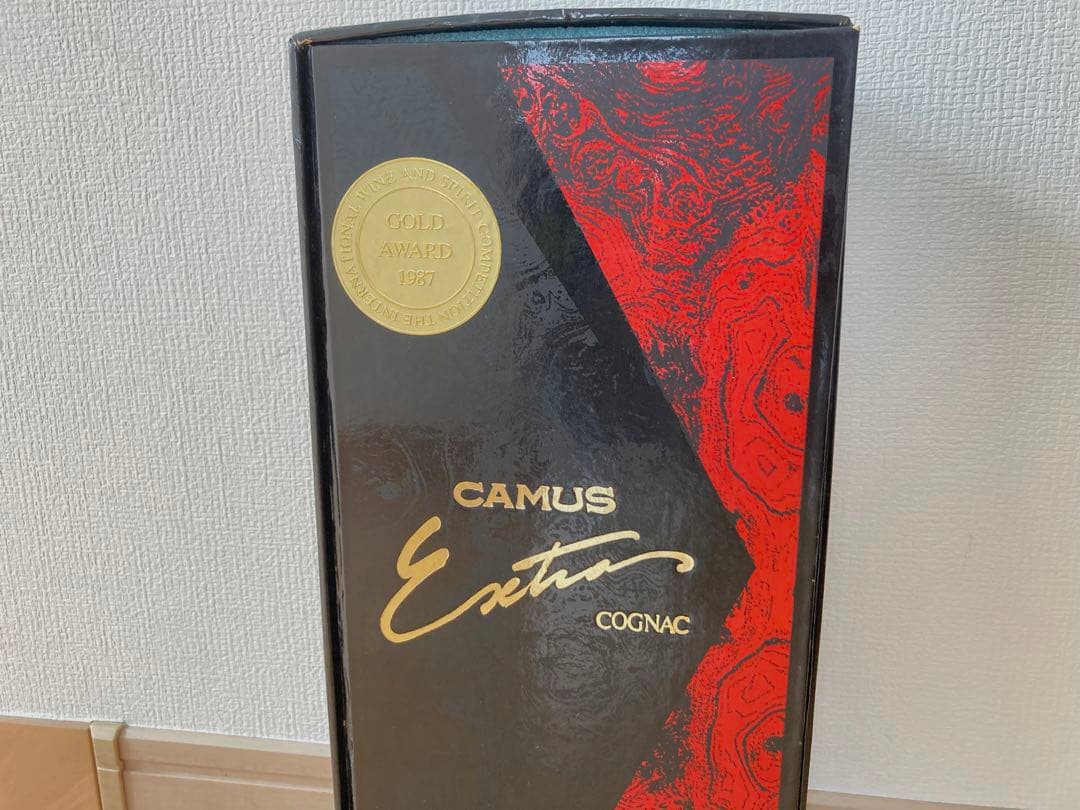 THE INTERNATIONAL WINE AND SPIRIT COMPETITION
GOLD
AWARD
1987
CAMUS
Extra
COGNAC